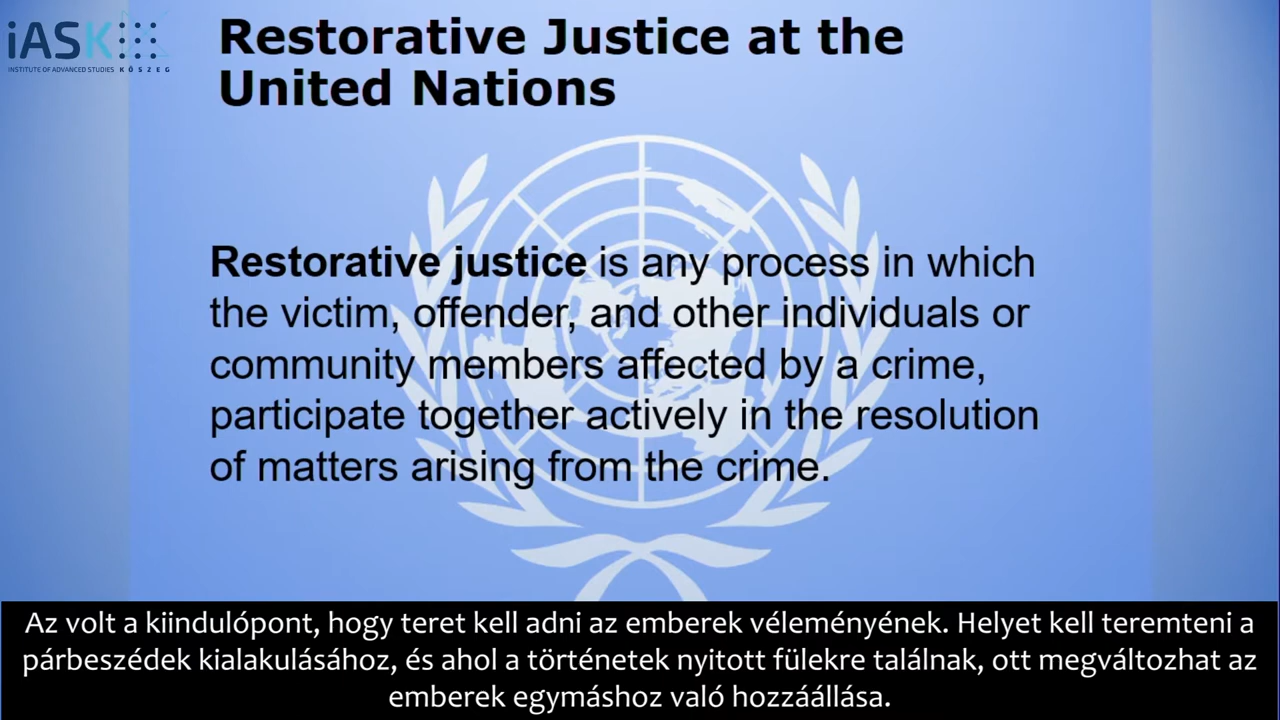 iASK
INSTITUTE OF ADVANCED STUDIES KŐSZEG
Restorative Justice at the
United Nations
Restorative justice is any process in which
the victim, offender, and other individuals or
community members affected by a crime,
participate together actively in the resolution
of matters arising from the crime.
Az volt a kiindulópont, hogy teret kell adni az emberek véleményének. Helyet kell teremteni a
párbeszédek kialakulásához, és ahol a történetek nyitott fülekre találnak, ott megváltozhat az
emberek egymáshoz való hozzáállása.